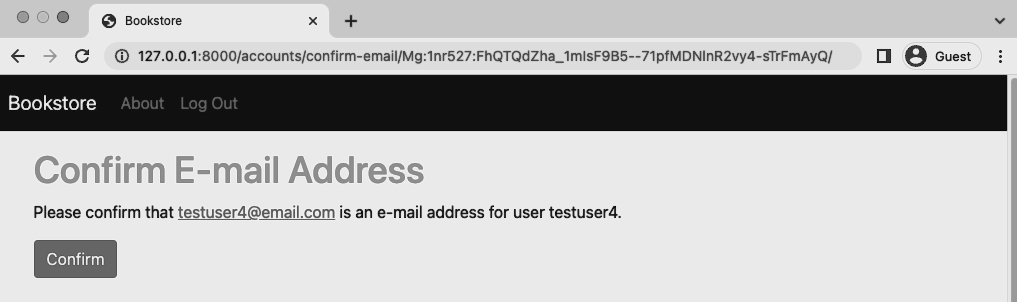 Bookstore
127.0.0.1:8000/accounts/confirm-email/Mg:1nr527:FhQTQdZha_1mlsF9B5--71pfMDNlnR2vy4-sTrFmAyQ/
Guest
Bookstore About Log Out
Confirm E-mail Address
Please confirm that testuser4@email.com is an e-mail address for user testuser4.
Confirm